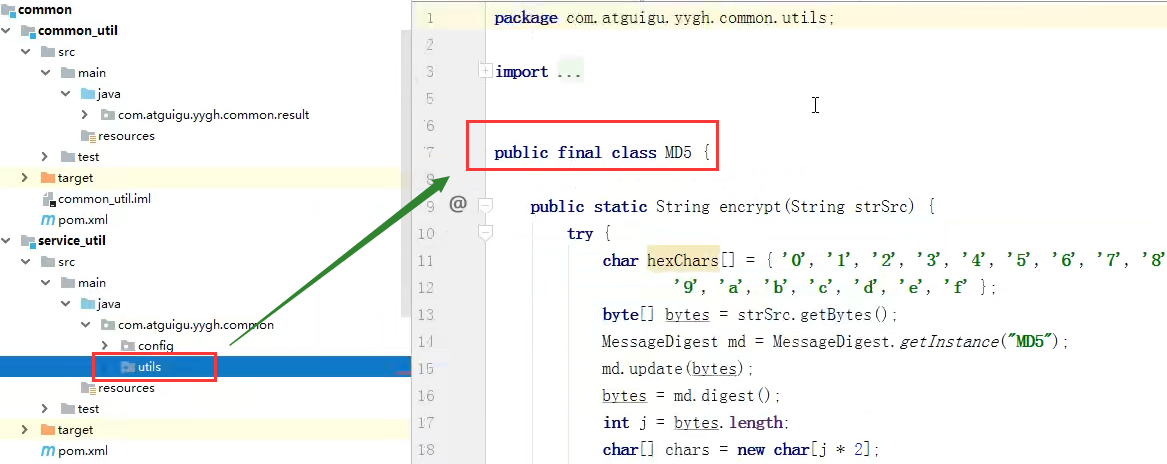 common
common_util
src
main
java
com.atguigu.yygh.common.result
resources
test
target
common_util.iml
pom.xml
service_util
src
main
java
com.atguigu.yygh.common
config
utils
resources
test
target
pom.xml
1 package com.atguigu.yygh.common.utils;
2
3 import ...
5
6
7 public final class MD5 {
8
9 public static String encrypt(String strSrc) {
10 try {
11 char hexChars[] = { '0', '1', '2', '3', '4', '5', '6', '7', '8'
12 '9', 'a', 'b', 'c', 'd', 'e', 'f' };
13 byte[] bytes = strSrc.getBytes();
14 MessageDigest md = MessageDigest.getInstance("MD5");
15 md.update(bytes);
16 bytes = md.digest();
17 int j = bytes.length;
18 char[] chars = new char[j * 2];